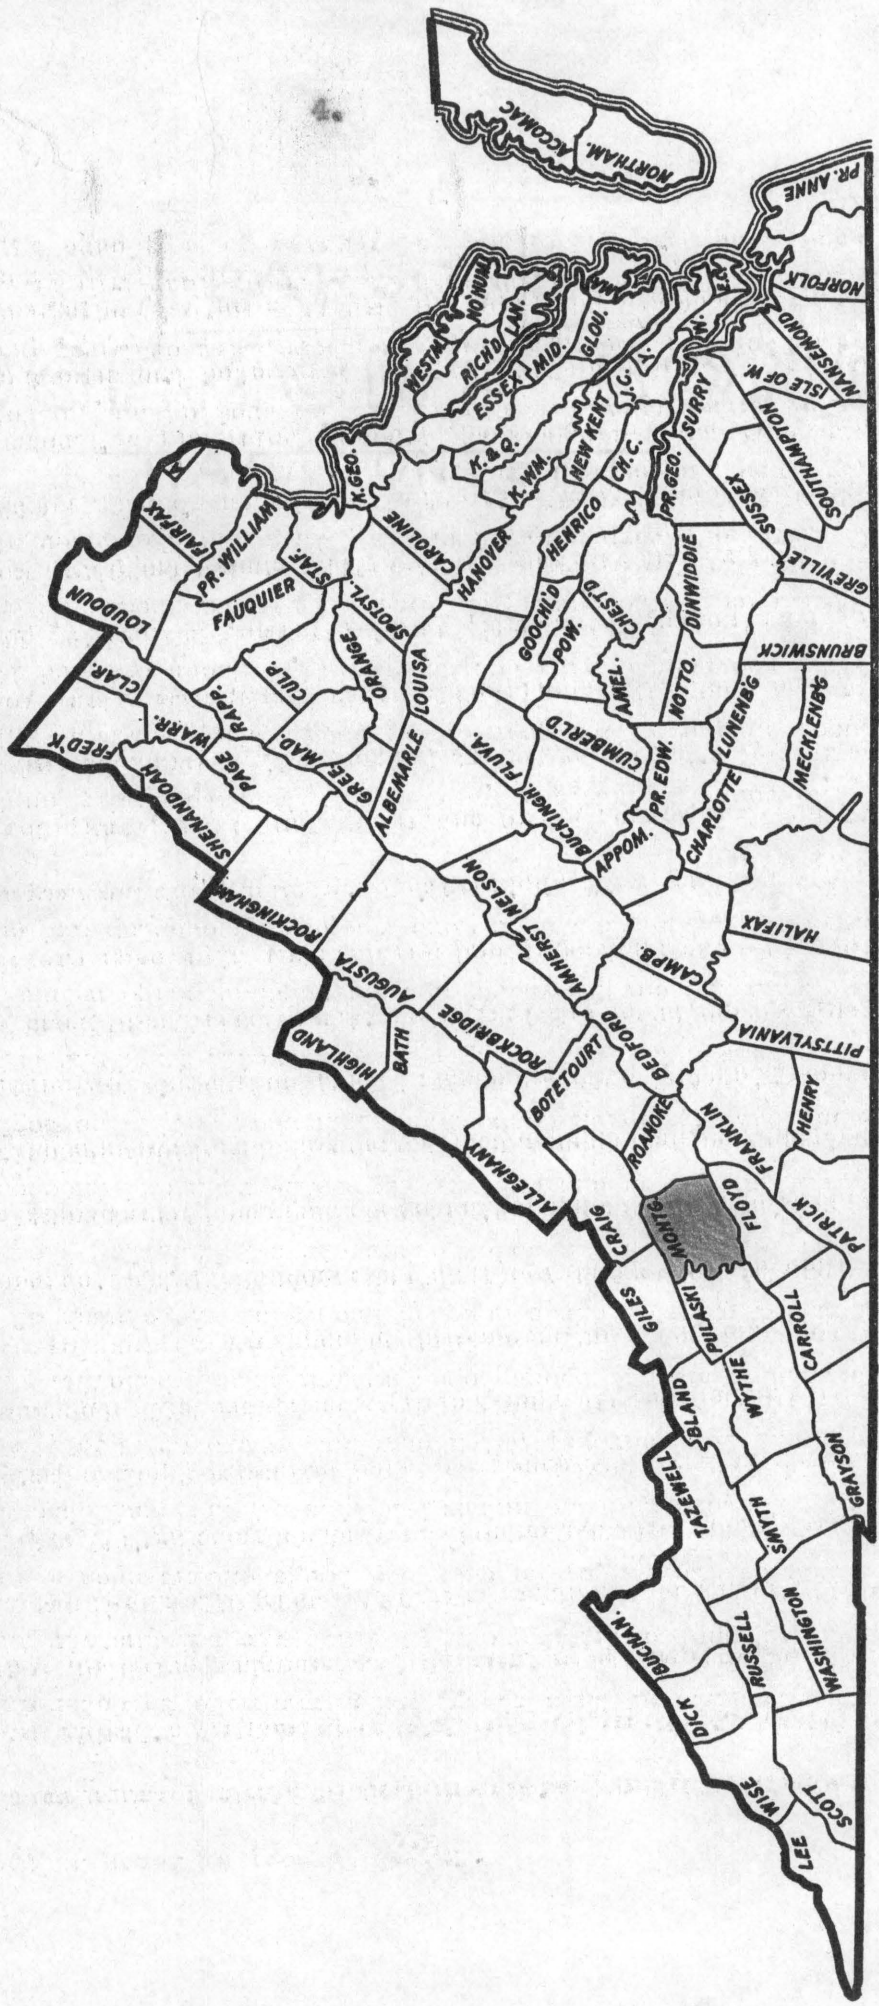 4.
ACCOMAC
NORTHAM.
PR. ANNE
NORFOLK
NANSEMOND
ISLE OF W.
SOUTHAMPTON
SURRY
SUSSEX
PR. GEO.
GREVILLE
DINWIDDIE
BRUNSWICK
NO'HUM.
LAN.
WESTM.
RICH'D
ESSEX
MID.
GLOU.
E.C.
Y.
J.C.
NEW KENT
CH. C.
K. & Q.
K. WM.
K. GEO.
CAROLINE
HANOVER
HENRICO
CHEST'D
GOOCHL'D
POW.
AMEL.
NOTTO.
LUNENB'G
MECKLENB'G
FAIRFAX
PR. WILLIAM
STAF.
LOUDOUN
FAUQUIER
SPOTSYL.
ORANGE
LOUISA
CULP.
RAPP.
MAD.
GREE.
CLAR.
WARR.
PAGE
FRED'K
SHENANDOAH
ALBEMARLE
FLUVA.
CUMBERL'D
BUCKINGH.
PR. EDW.
APPOM.
CHARLOTTE
ROCKINGHAM
NELSON
AMHERST
CAMPB.
HALIFAX
AUGUSTA
HIGHLAND
BATH
ROCKBRIDGE
BOTETOURT
BEDFORD
PITTSYLVANIA
ALLEGHANY
ROANOKE
FRANKLIN
HENRY
CRAIG
MONTG
FLOYD
PATRICK
GILES
PULASKI
CARROLL
BLAND
WYTHE
TAZEWELL
SMYTH
GRAYSON
BUCHAN.
RUSSELL
WASHINGTON
DICK
WISE
SCOTT
LEE